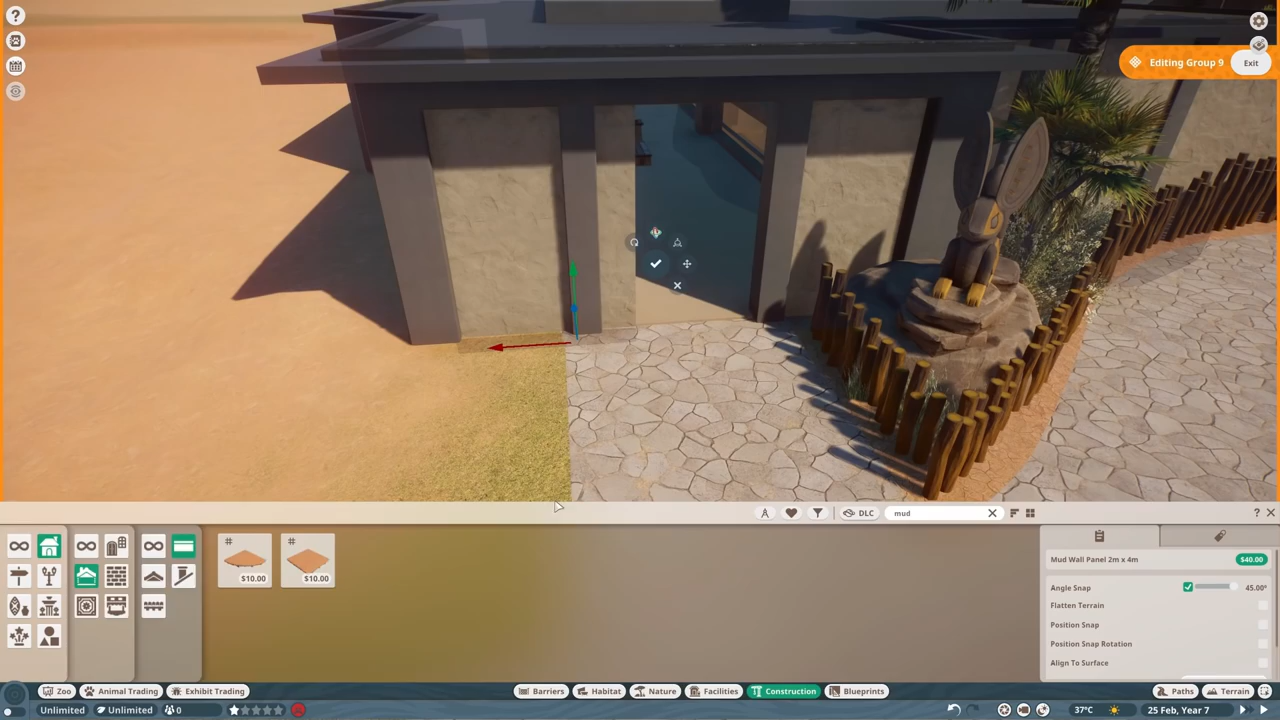 ?
Editing Group 9
Exit
DLC
mud
?
#
$10.00
#
$10.00
Mud Wall Panel 2m x 4m
$40.00
Angle Snap
45.00°
Flatten Terrain
Position Snap
Position Snap Rotation
Align To Surface
Zoo
Animal Trading
Exhibit Trading
Barriers
Habitat
Nature
Facilities
Construction
Blueprints
Paths
Terrain
Unlimited
Unlimited
0
37°C
25 Feb, Year 7